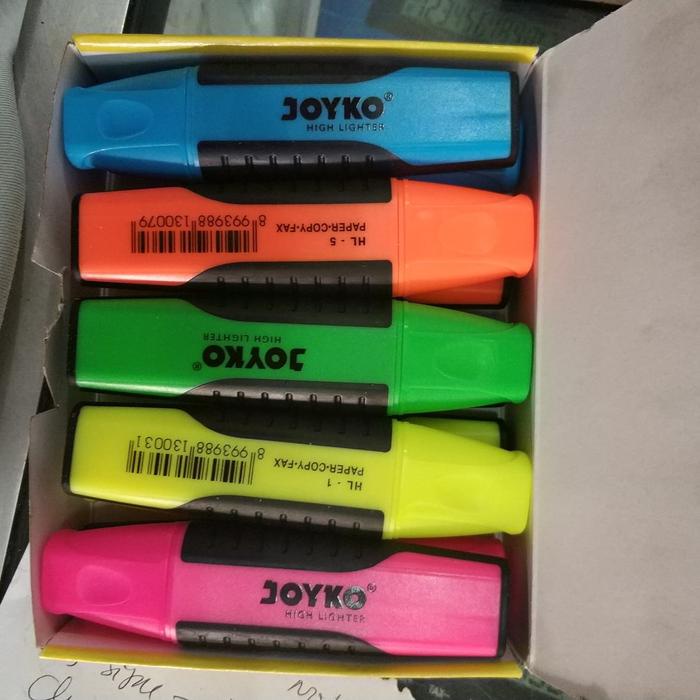 JOYKO®
HIGH LIGHTER
HL - 5
PAPER-COPY-FAX
8 993988 130079
JOYKO®
HIGH LIGHTER
HL - 1
PAPER-COPY-FAX
8 993988 130031
JOYKO®
HIGH LIGHTER
TAX